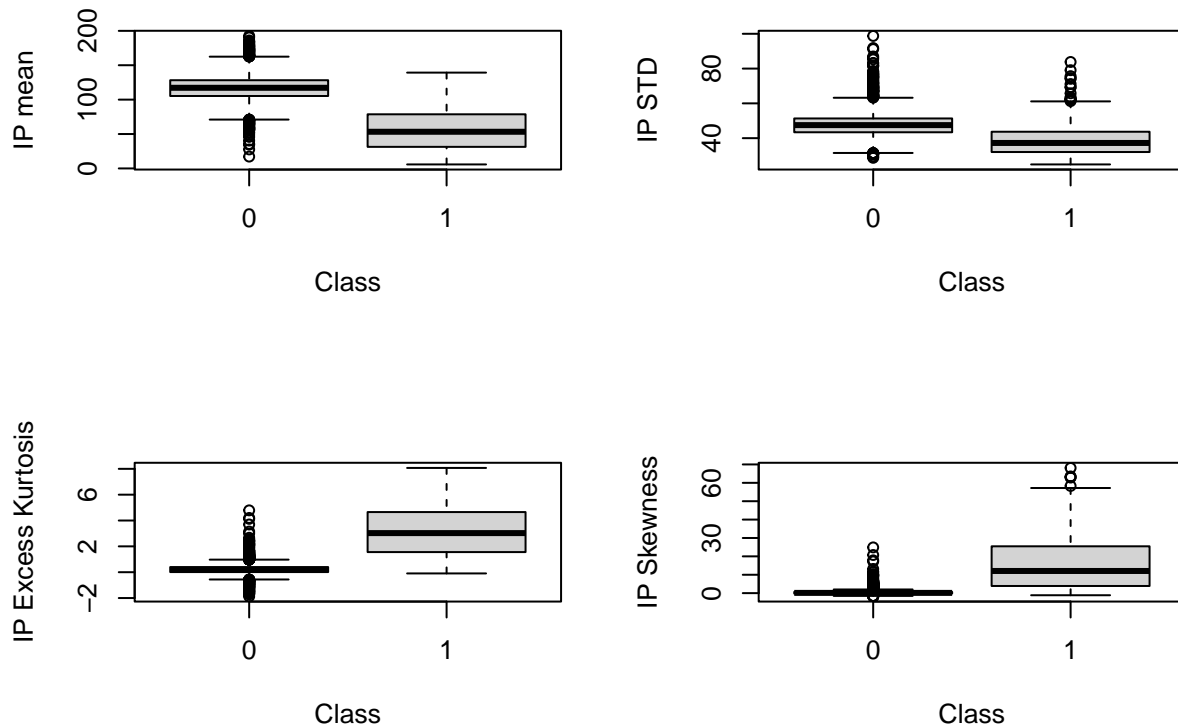 IP mean
0
100
200
0
1
Class
IP STD
40
80
0
1
Class
IP Excess Kurtosis
−2
2
6
0
1
Class
IP Skewness
0
30
60
0
1
Class